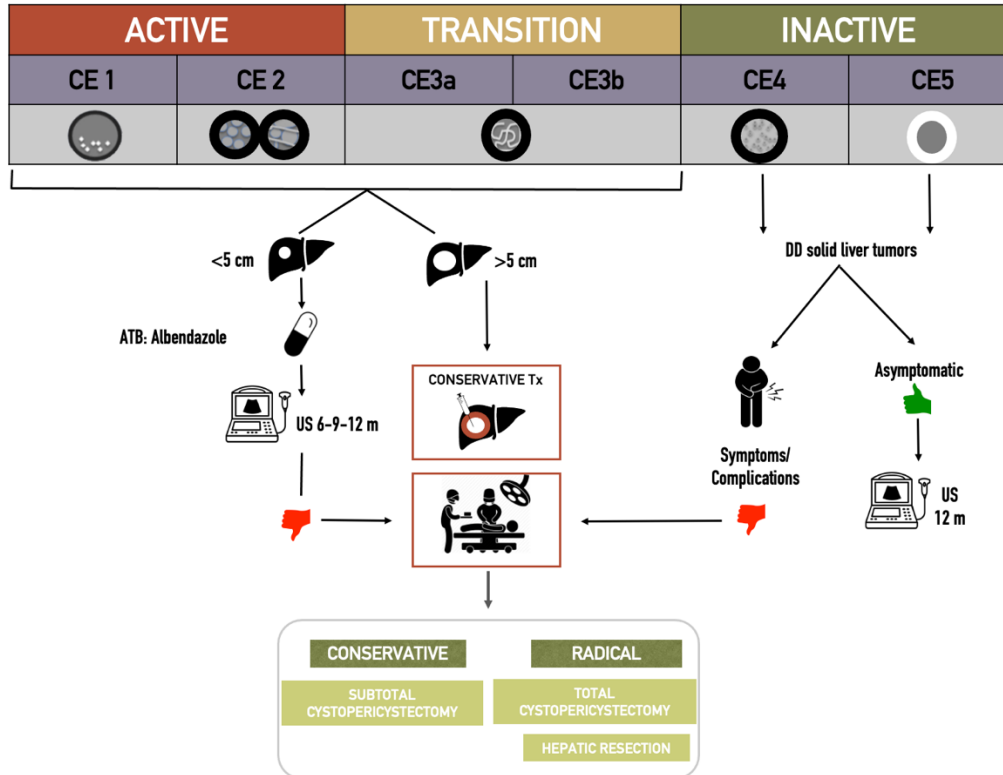 ACTIVE
TRANSITION
INACTIVE
CE 1
CE 2
CE3a
CE3b
CE4
CE5
<5 cm
>5 cm
DD solid liver tumors
ATB: Albendazole
CONSERVATIVE Tx
Asymptomatic
US 6-9-12 m
Symptoms/
Complications
US
12 m
CONSERVATIVE
RADICAL
SUBTOTAL
CYSTOPERICYSTECTOMY
TOTAL
CYSTOPERICYSTECTOMY
HEPATIC RESECTION